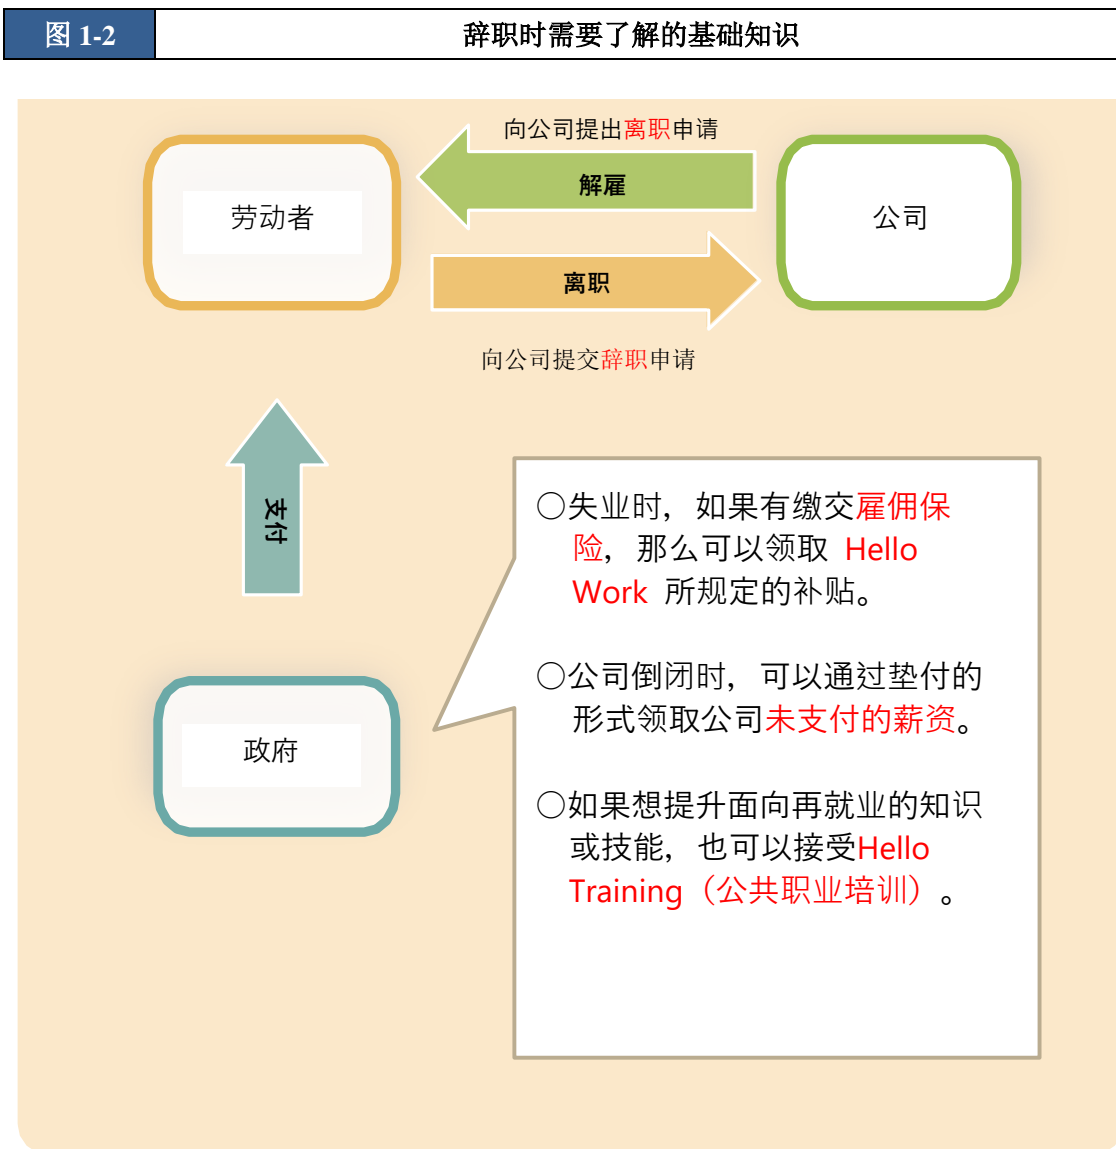 图 1-2
辞职时需要了解的基础知识
向公司提出离职申请
解雇
劳动者
公司
离职
向公司提交辞职申请
支付
○失业时，如果有缴交雇佣保
险，那么可以领取 Hello
Work 所规定的补贴。
○公司倒闭时，可以通过垫付的
形式领取公司未支付的薪资。
政府
○如果想提升面向再就业的知识
或技能，也可以接受Hello
Training（公共职业培训）。